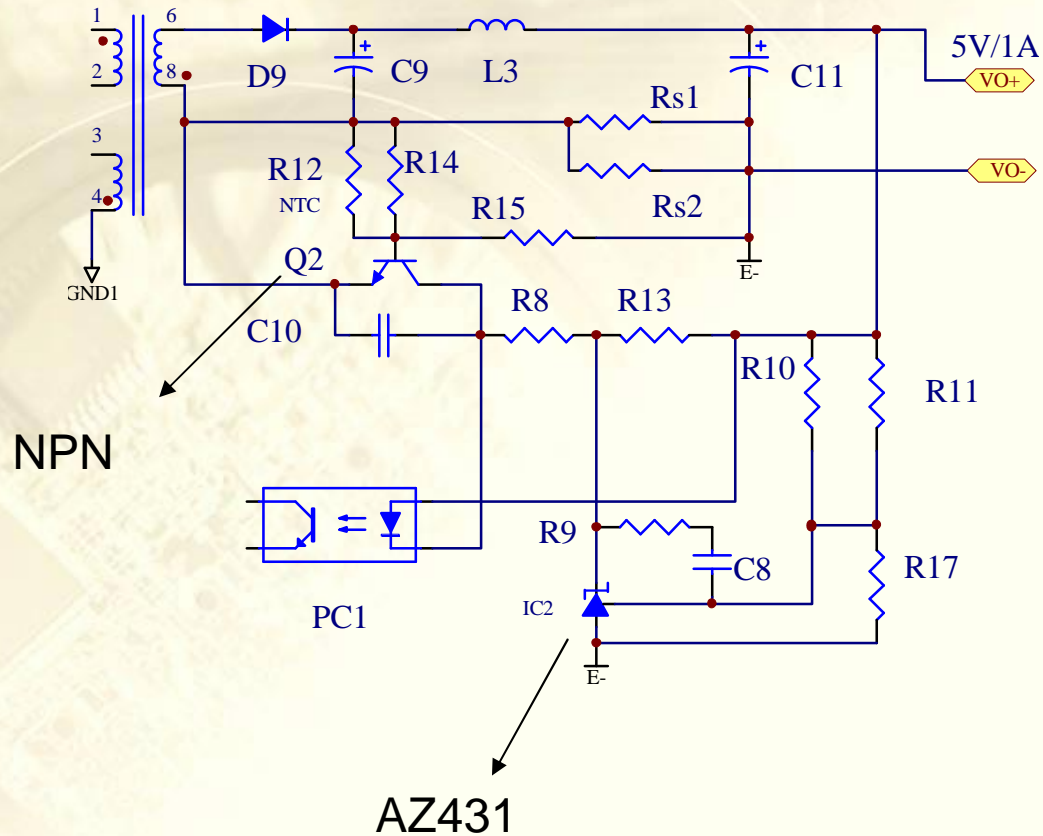 1
6
5V/1A
2
8
D9
C9
L3
C11
VO+
Rs1
3
R12
R14
NTC
VO-
4
Rs2
R15
Q2
E-
GND1
R8
R13
C10
R10
R11
NPN
R9
C8
R17
IC2
PC1
E-
AZ431